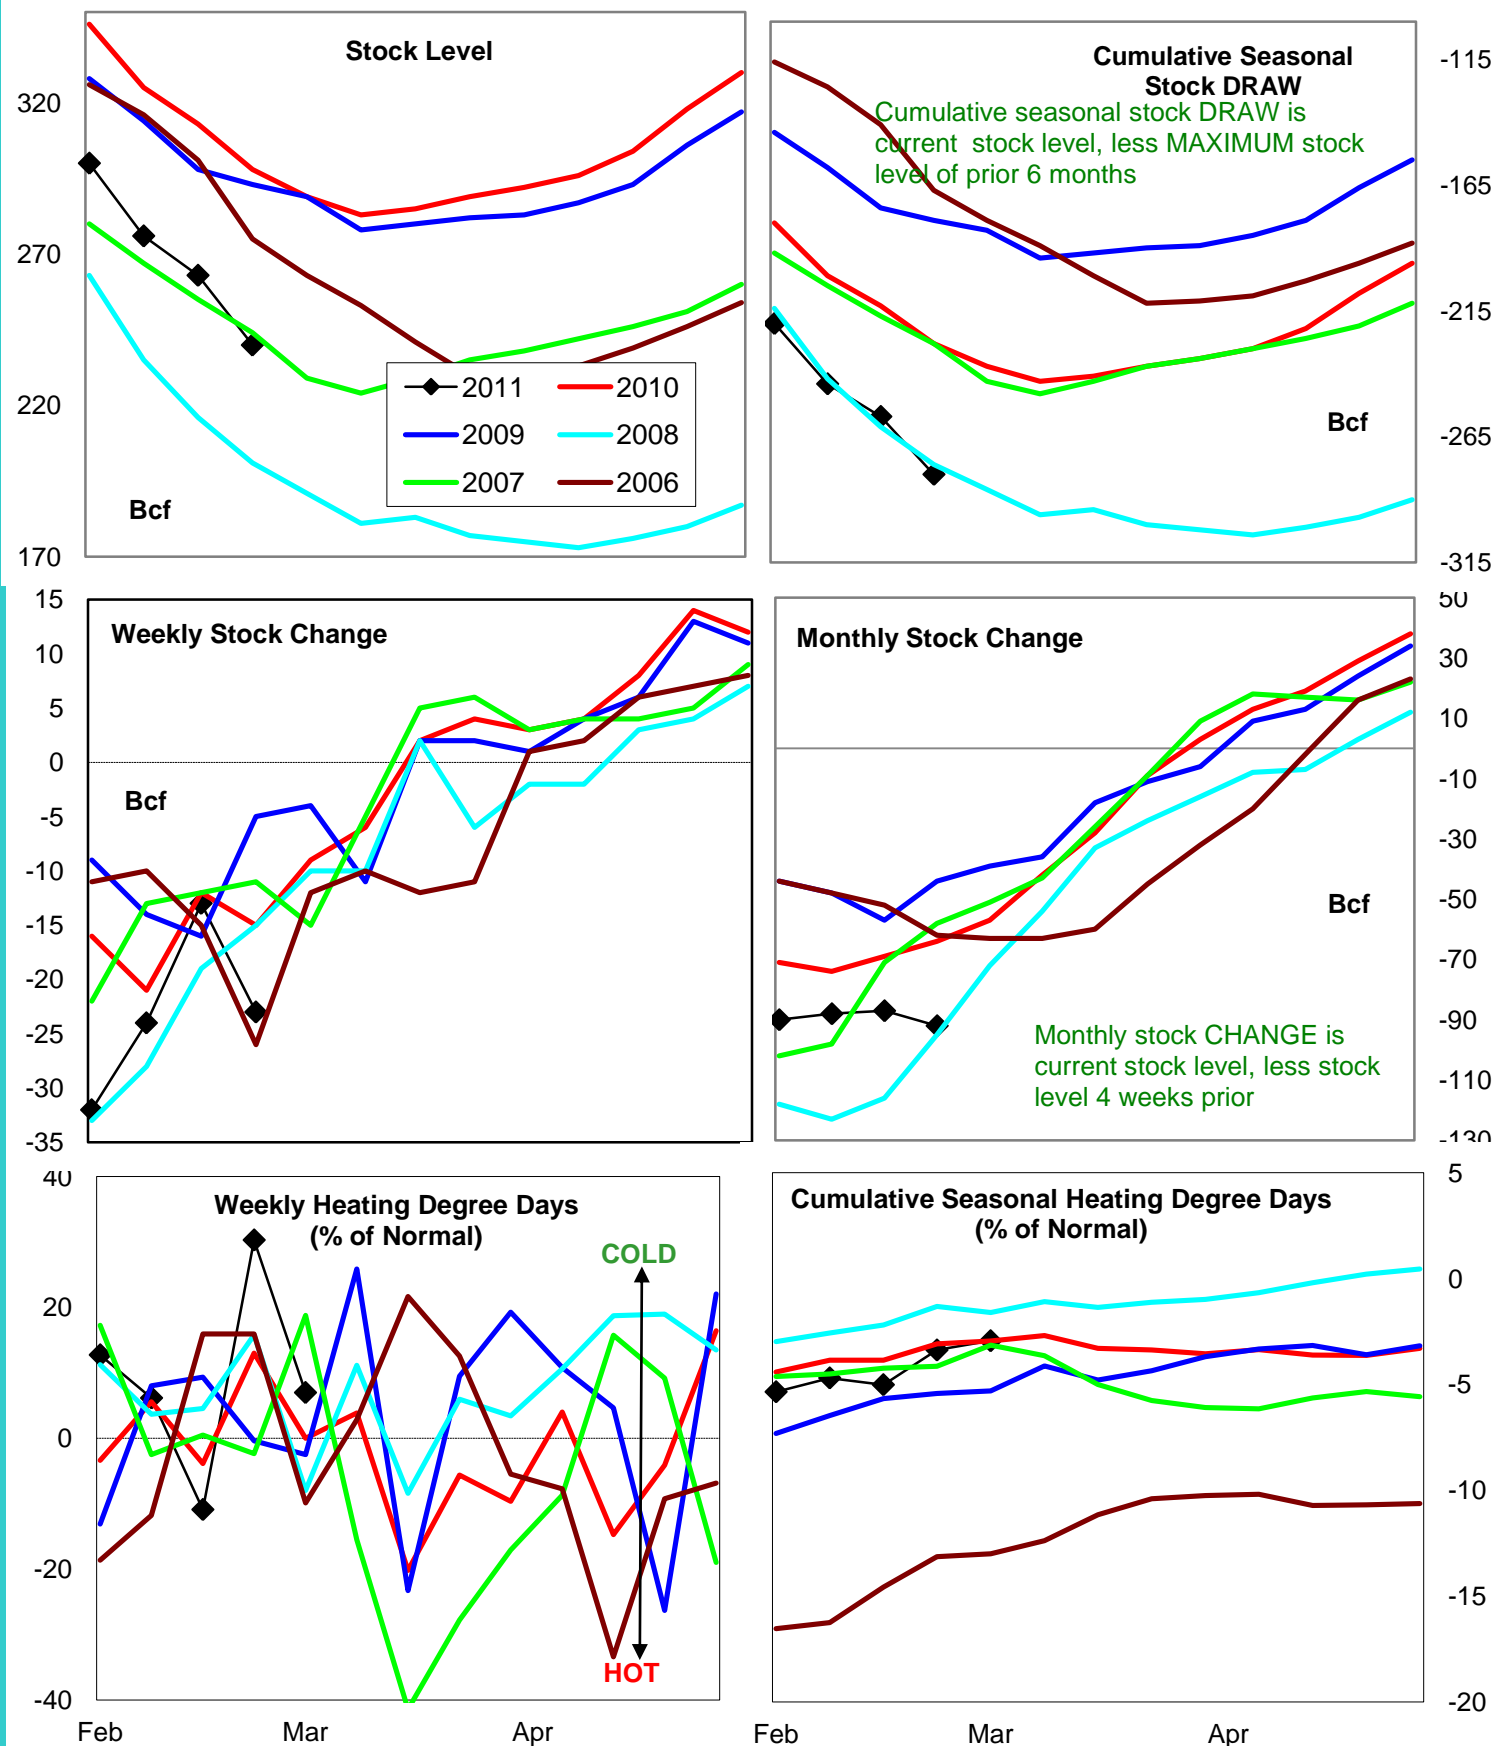 Stock Level
320
270
220
170
Bcf
2011
2010
2009
2008
2007
2006
Cumulative Seasonal
Stock DRAW
Cumulative seasonal stock DRAW is
current stock level, less MAXIMUM stock
level of prior 6 months
Bcf
-115
-165
-215
-265
-315
Weekly Stock Change
Bcf
15
10
5
0
-5
-10
-15
-20
-25
-30
-35
Monthly Stock Change
Bcf
Monthly stock CHANGE is
current stock level, less stock
level 4 weeks prior
50
30
10
-10
-30
-50
-70
-90
-110
-130
Weekly Heating Degree Days
(% of Normal)
COLD
HOT
40
20
0
-20
-40
Feb
Mar
Apr
Cumulative Seasonal Heating Degree Days
(% of Normal)
5
0
-5
-10
-15
-20
Feb
Mar
Apr